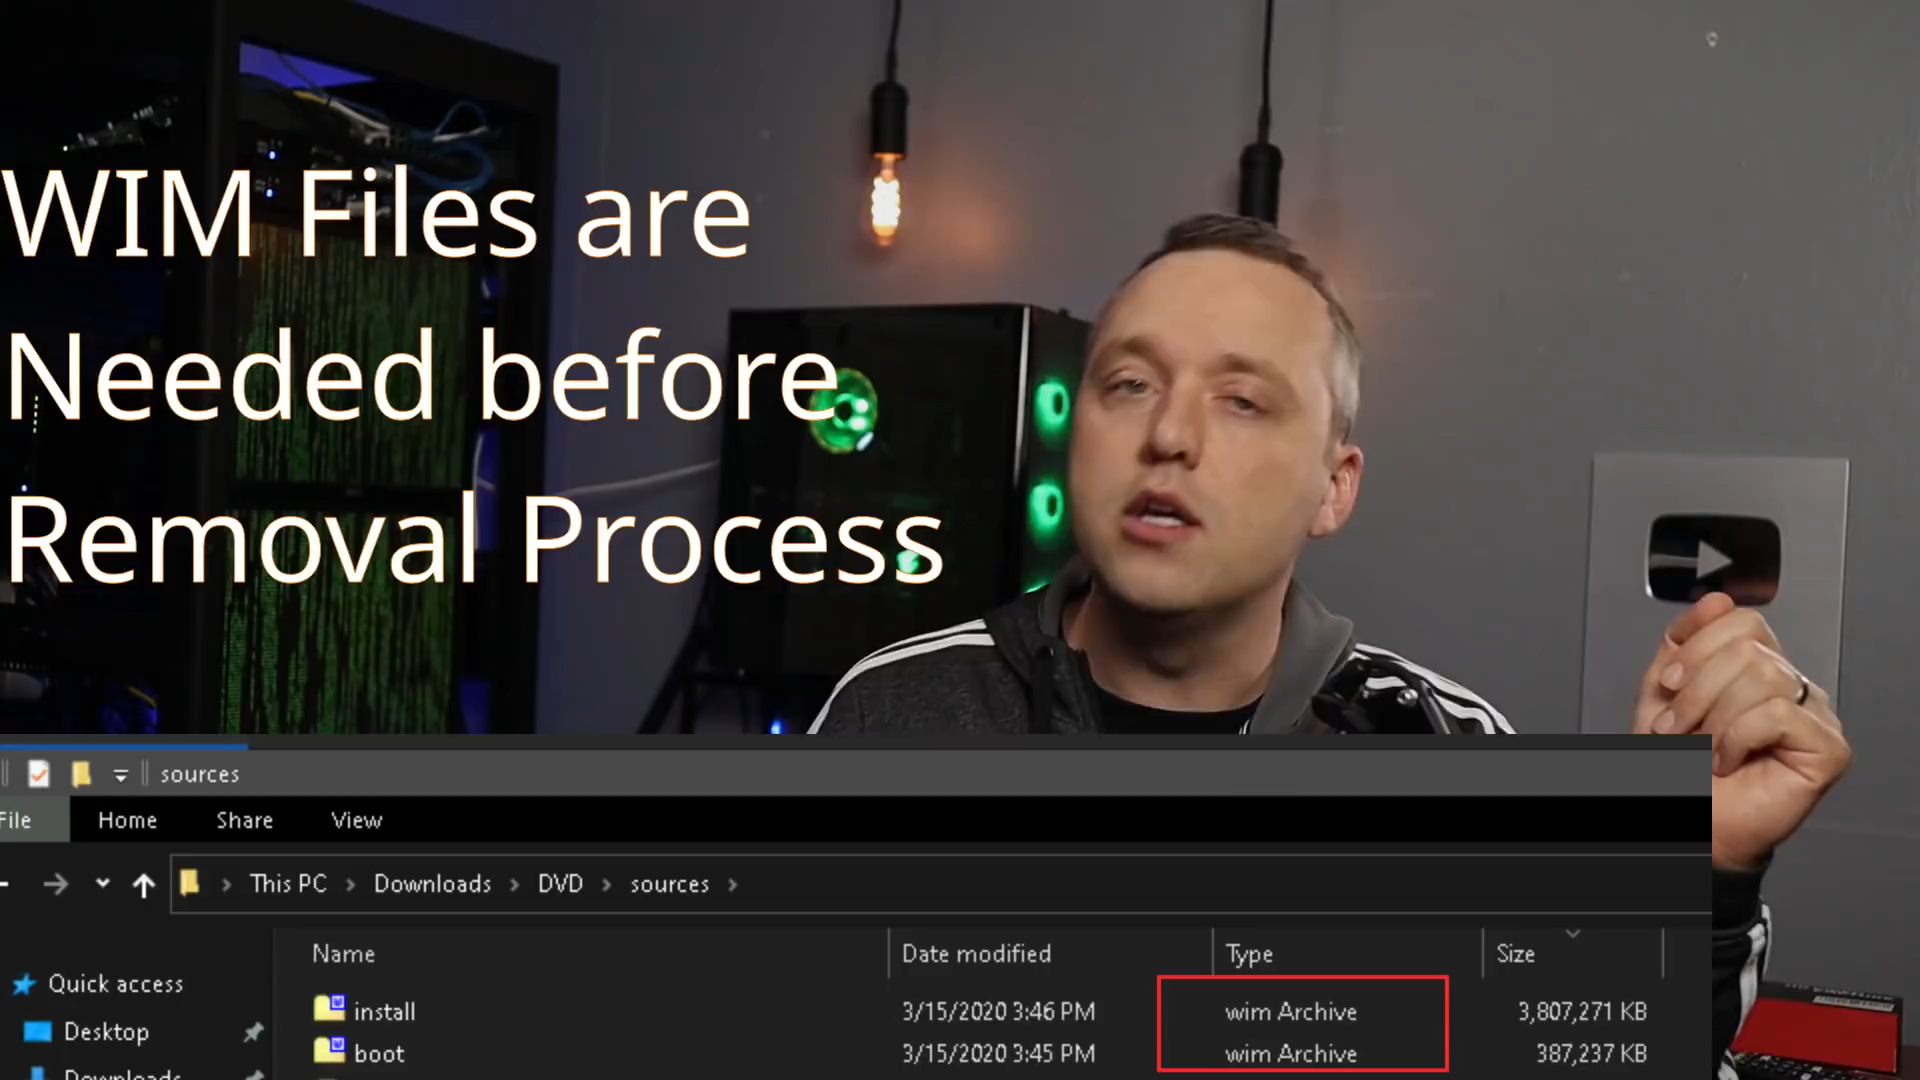 WIM Files are
Needed before
Removal Process
sources
File Home Share View
This PC > Downloads > DVD > sources >
Name Date modified Type Size
Quick access
install 3/15/2020 3:46 PM wim Archive 3,807,271 KB
Desktop
boot 3/15/2020 3:45 PM wim Archive 387,237 KB
Downloads